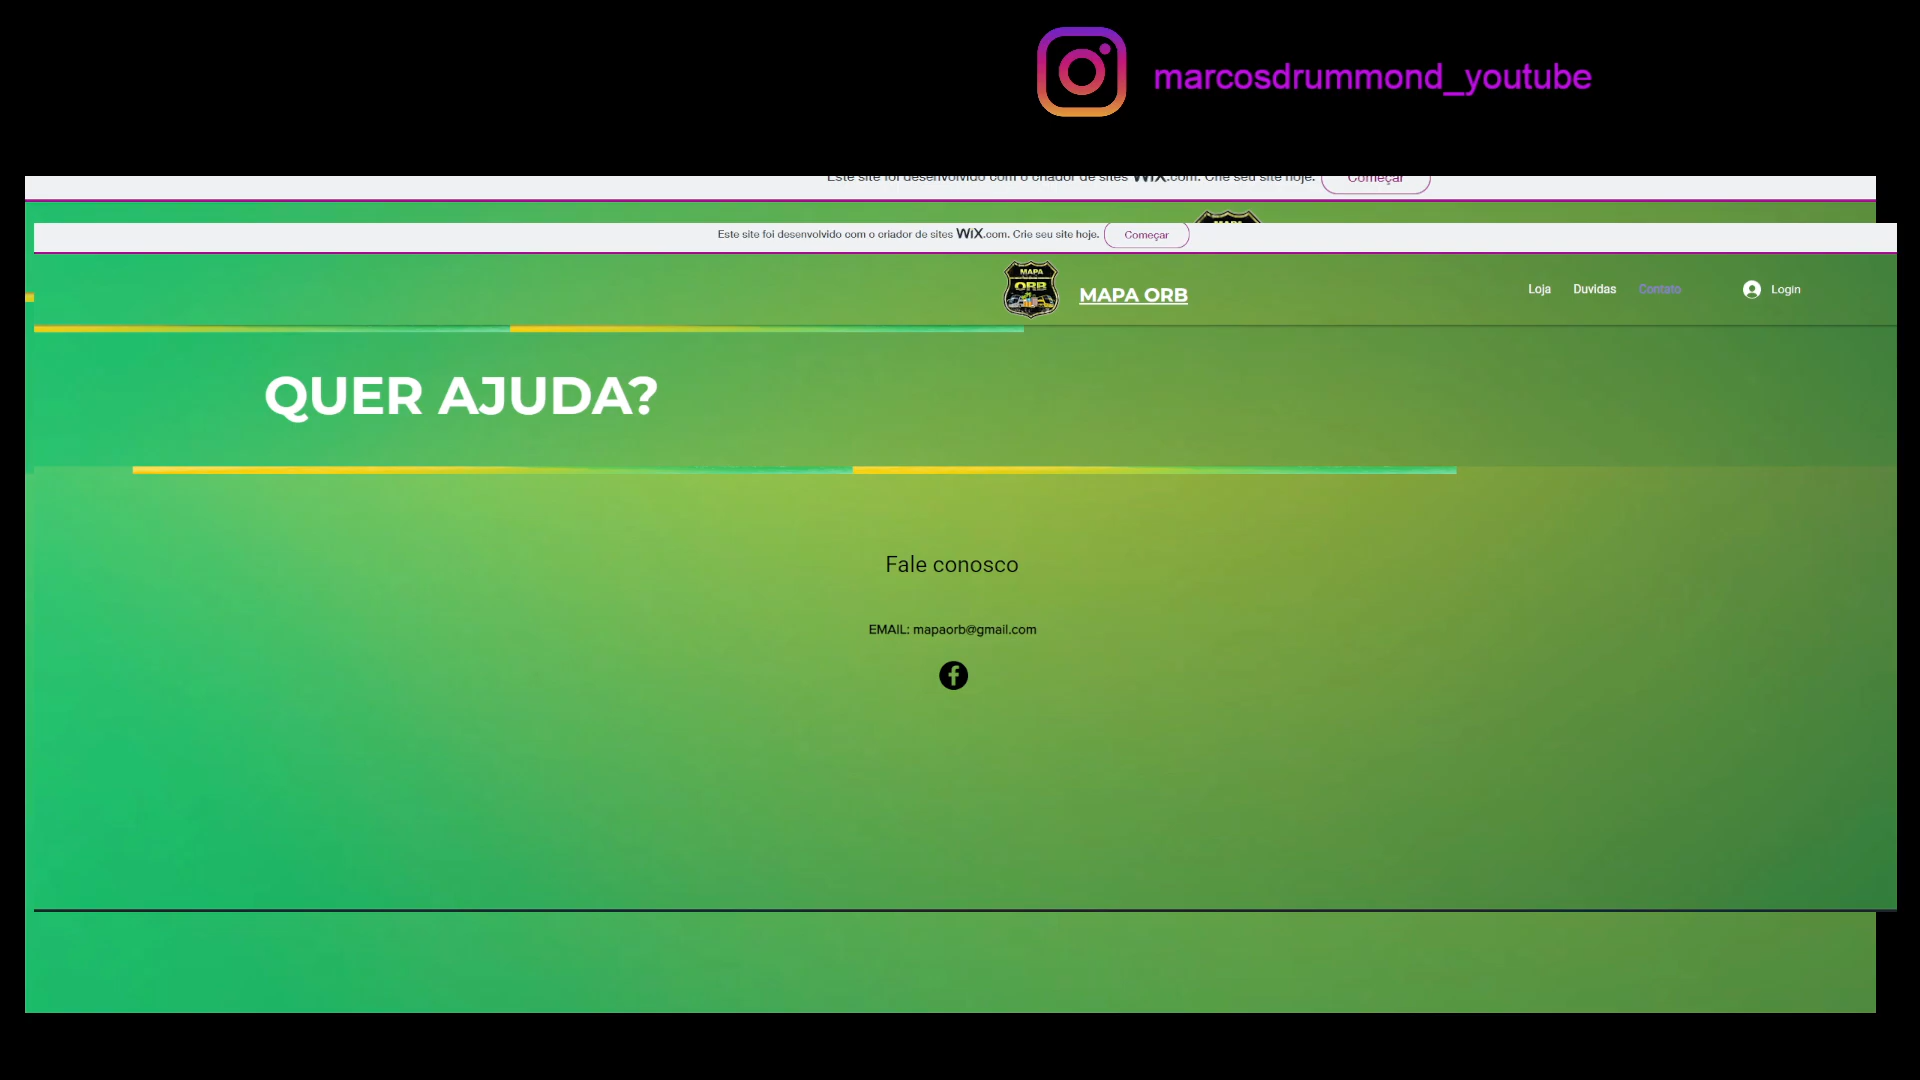 marcosdrummond_youtube
Este site foi desenvolvido com o criador de sites WiX.com. Crie seu site hoje. Começar
Este site foi desenvolvido com o criador de sites WiX.com. Crie seu site hoje. Começar
MAPA
ORB
MAPA ORB
Loja Duvidas Contato Login
QUER AJUDA?
Fale conosco
EMAIL: mapaorb@gmail.com